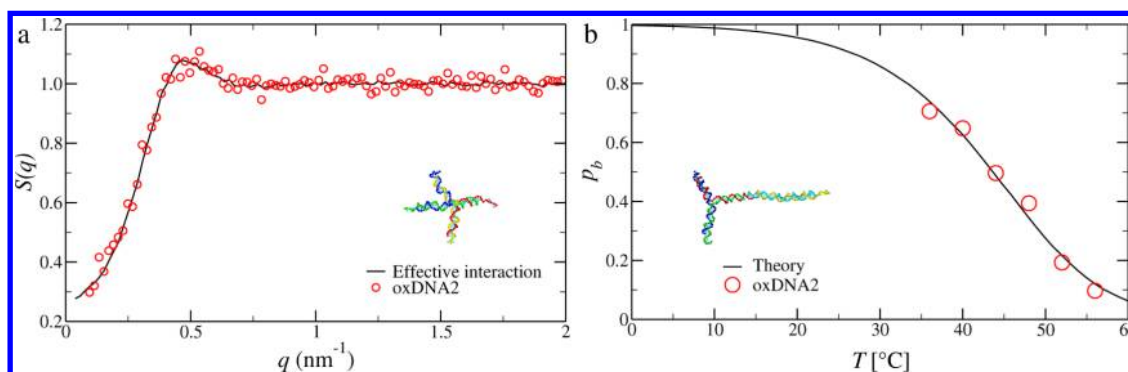 a
1.2
1.0
0.8
0.6
0.4
0.2
S(q)
0
0.5
1
1.5
2
q (nm⁻¹)
Effective interaction
oxDNA2
b
1
0.8
0.6
0.4
0.2
0
p_b
0
10
20
30
40
50
6
T [°C]
Theory
oxDNA2